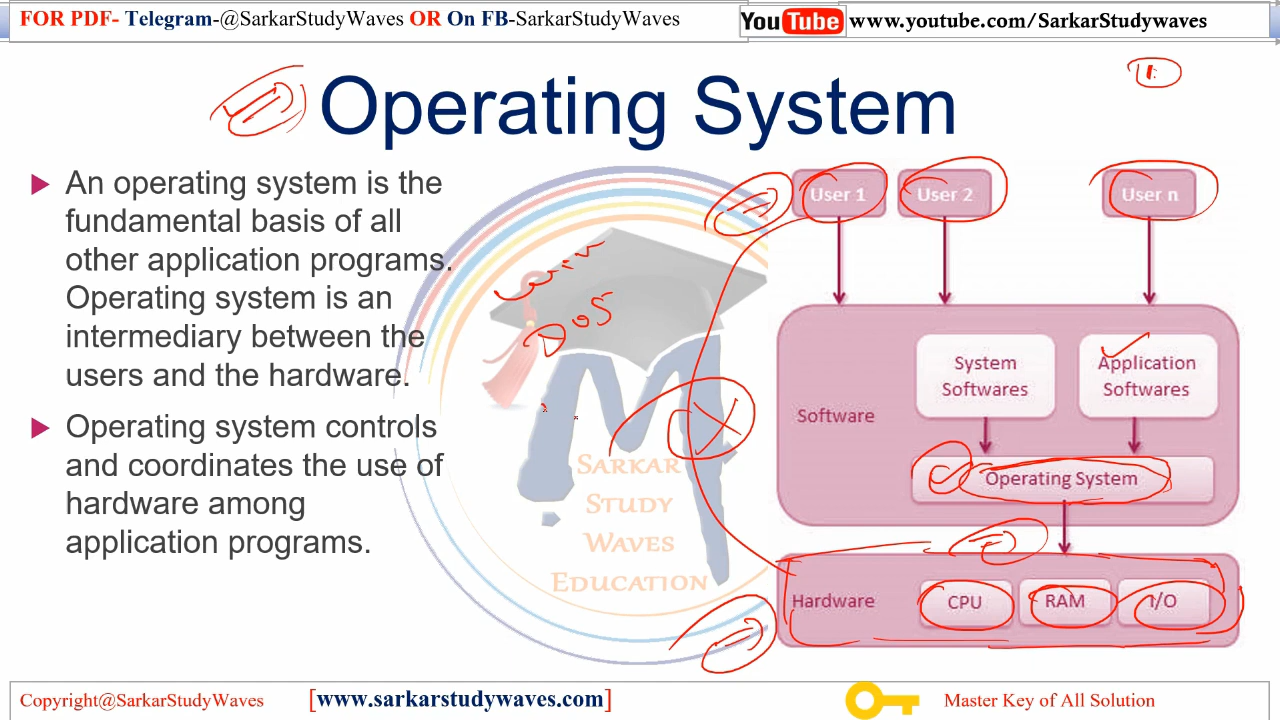 FOR PDF- Telegram-@SarkarStudyWaves OR On FB-SarkarStudyWaves
YouTube www.youtube.com/SarkarStudywaves
Operating System
An operating system is the
fundamental basis of all
other application programs.
Operating system is an
intermediary between the
users and the hardware.
Operating system controls
and coordinates the use of
hardware among
application programs.
DOS
SARKAR
STUDY
WAVES
EDUCATION
User 1
User 2
User n
System
Softwares
Application
Softwares
Software
Operating System
Hardware
CPU
RAM
I/O
Copyright@SarkarStudyWaves
[www.sarkarstudywaves.com]
Master Key of All Solution